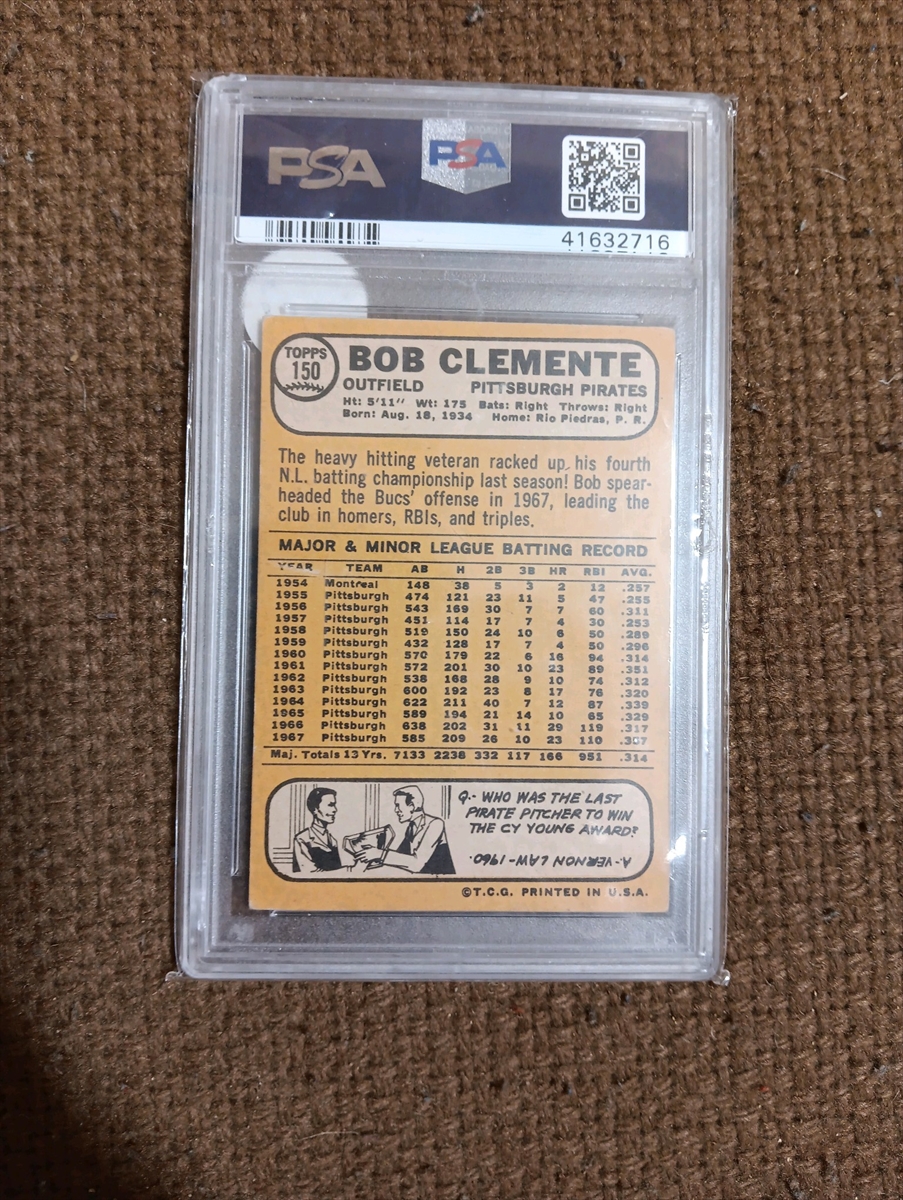 PSA PSA
41632716
TOPPS
150
BOB CLEMENTE
OUTFIELD PITTSBURGH PIRATES
Ht: 5'11" Wt: 175 Bats: Right Throws: Right
Born: Aug. 18, 1934 Home: Rio Piedras, P. R.
The heavy hitting veteran racked up his fourth
N.L. batting championship last season! Bob spear-
headed the Bucs' offense in 1967, leading the
club in homers, RBIs, and triples.
MAJOR & MINOR LEAGUE BATTING RECORD
YEAR TEAM AB H 2B 3B HR RBI AVG.
1954 Montreal 148 38 5 3 2 12 .257
1955 Pittsburgh 474 121 23 11 5 47 .255
1956 Pittsburgh 543 169 30 7 7 60 .311
1957 Pittsburgh 451 114 17 7 4 30 .253
1958 Pittsburgh 519 150 24 10 6 50 .289
1959 Pittsburgh 432 128 17 7 4 50 .296
1960 Pittsburgh 570 179 22 6 16 94 .314
1961 Pittsburgh 572 201 30 10 23 89 .351
1962 Pittsburgh 538 168 28 9 10 74 .312
1963 Pittsburgh 600 192 23 8 17 76 .320
1964 Pittsburgh 622 211 40 7 12 87 .339
1965 Pittsburgh 589 194 21 14 10 65 .329
1966 Pittsburgh 638 202 31 11 29 119 .317
1967 Pittsburgh 585 209 26 10 23 110 .357
Maj. Totals 13 Yrs. 7133 2238 332 117 166 951 .314
Q.- WHO WAS THE LAST
PIRATE PITCHER TO WIN
THE CY YOUNG AWARD?
A.- VERNON LAW - 1960.
©T.C.G. PRINTED IN U.S.A.